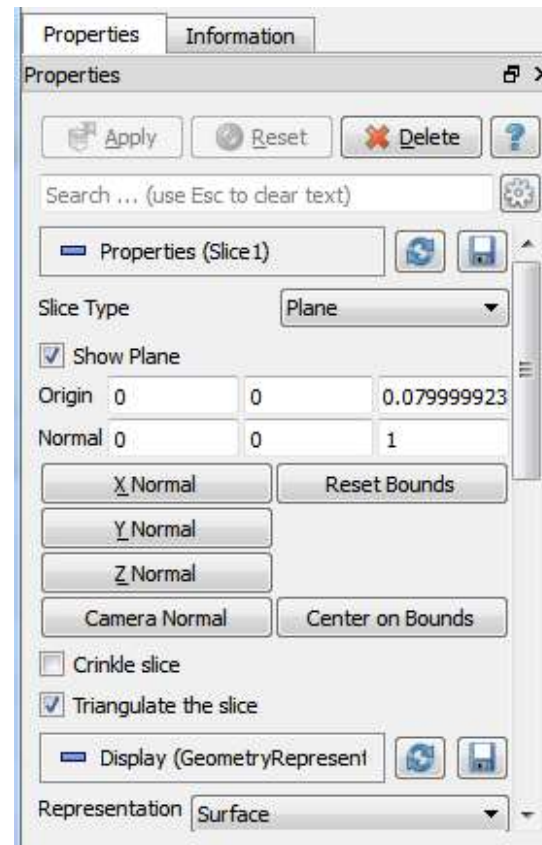 Properties Information
Properties
Apply Reset Delete ?
Search ... (use Esc to clear text)
Properties (Slice1)
Slice Type Plane
Show Plane
Origin 0 0 0.079999923
Normal 0 0 1
X Normal Reset Bounds
Y Normal
Z Normal
Camera Normal Center on Bounds
Crinkle slice
Triangulate the slice
Display (GeometryRepresent
Representation Surface